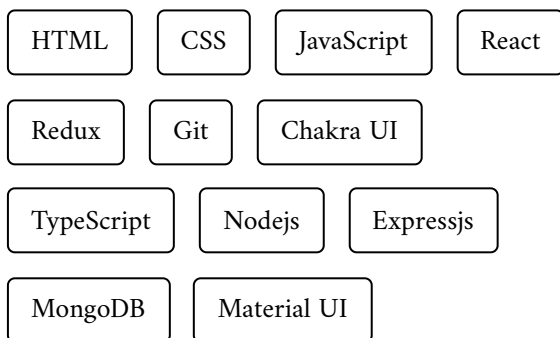 HTML CSS JavaScript React
Redux Git Chakra UI
TypeScript Nodejs Expressjs
MongoDB Material UI